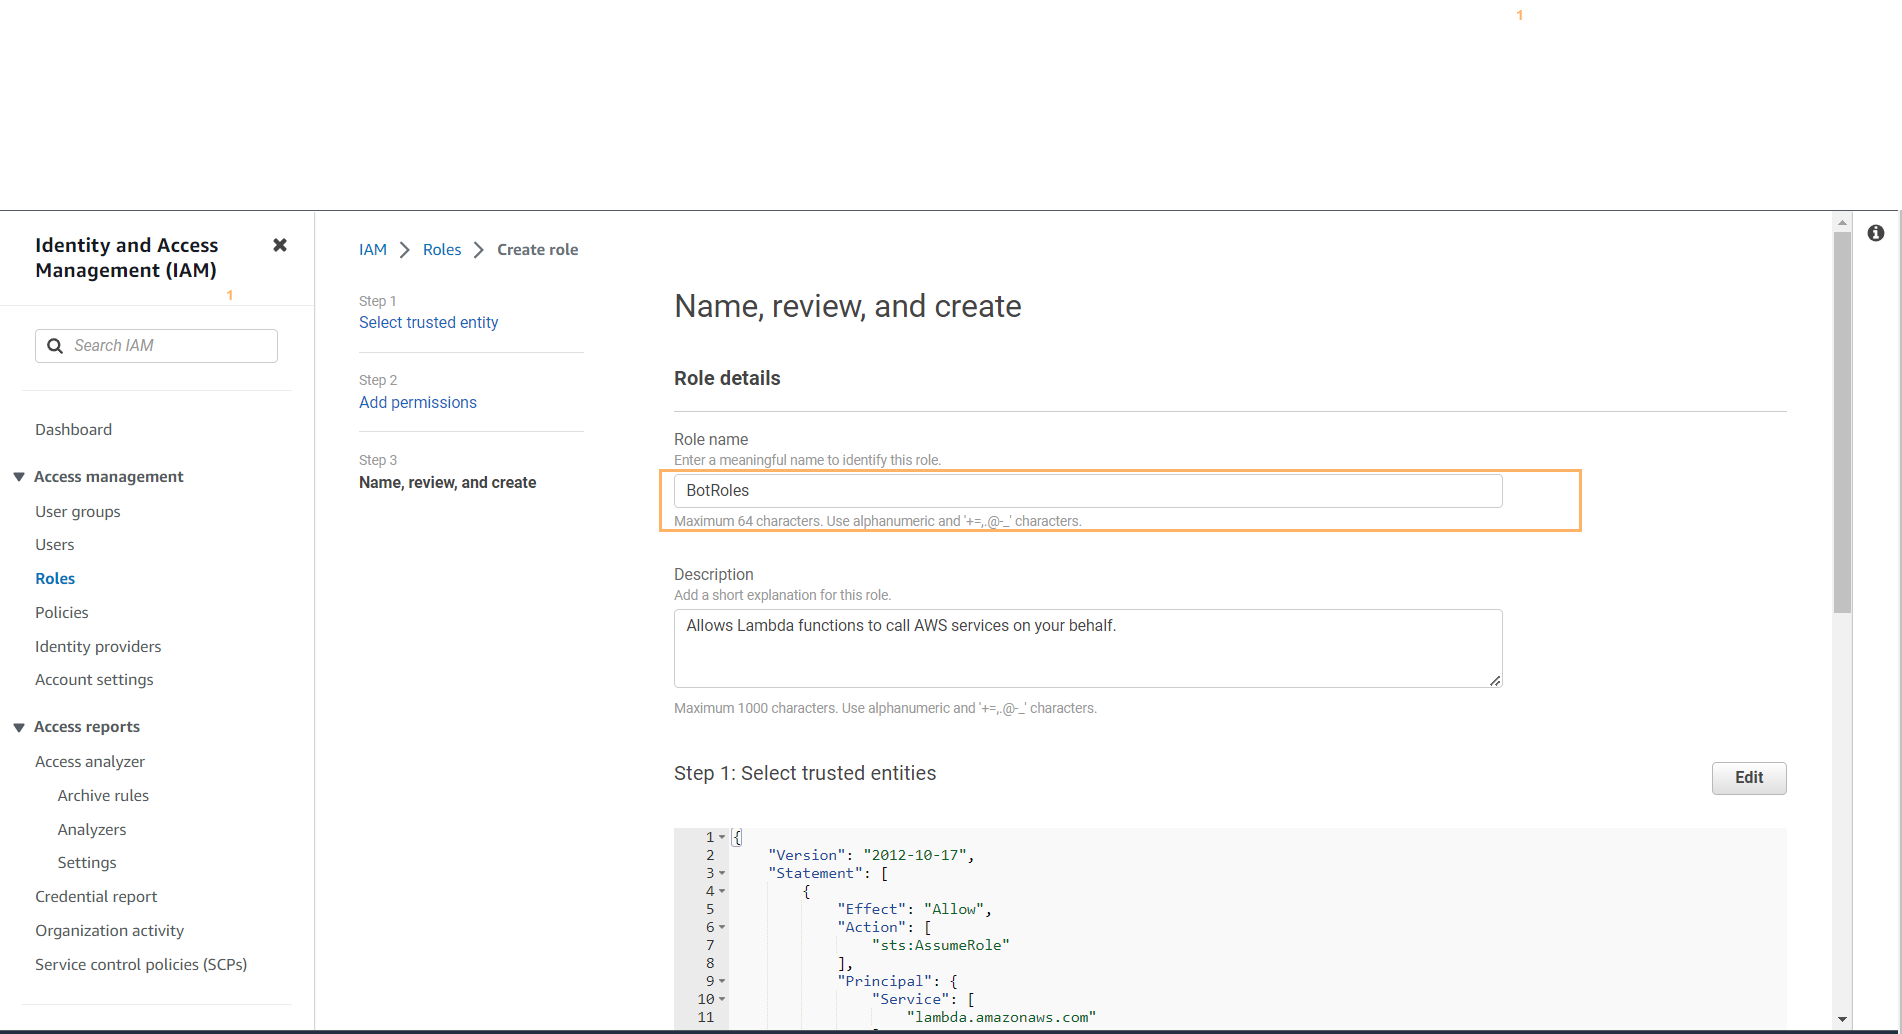 1
Identity and Access
Management (IAM)
1
Search IAM
Dashboard
Access management
User groups
Users
Roles
Policies
Identity providers
Account settings
Access reports
Access analyzer
Archive rules
Analyzers
Settings
Credential report
Organization activity
Service control policies (SCPs)
IAM > Roles > Create role
Step 1
Select trusted entity
Step 2
Add permissions
Step 3
Name, review, and create
Name, review, and create
Role details
Role name
Enter a meaningful name to identify this role.
BotRoles
Maximum 64 characters. Use alphanumeric and '+=,.@-_' characters.
Description
Add a short explanation for this role.
Allows Lambda functions to call AWS services on your behalf.
Maximum 1000 characters. Use alphanumeric and '+=,.@-_' characters.
Step 1: Select trusted entities
Edit
1 {
2 "Version": "2012-10-17",
3 "Statement": [
4 {
5 "Effect": "Allow",
6 "Action": [
7 "sts:AssumeRole"
8 ],
9 "Principal": {
10 "Service": [
11 "lambda.amazonaws.com"